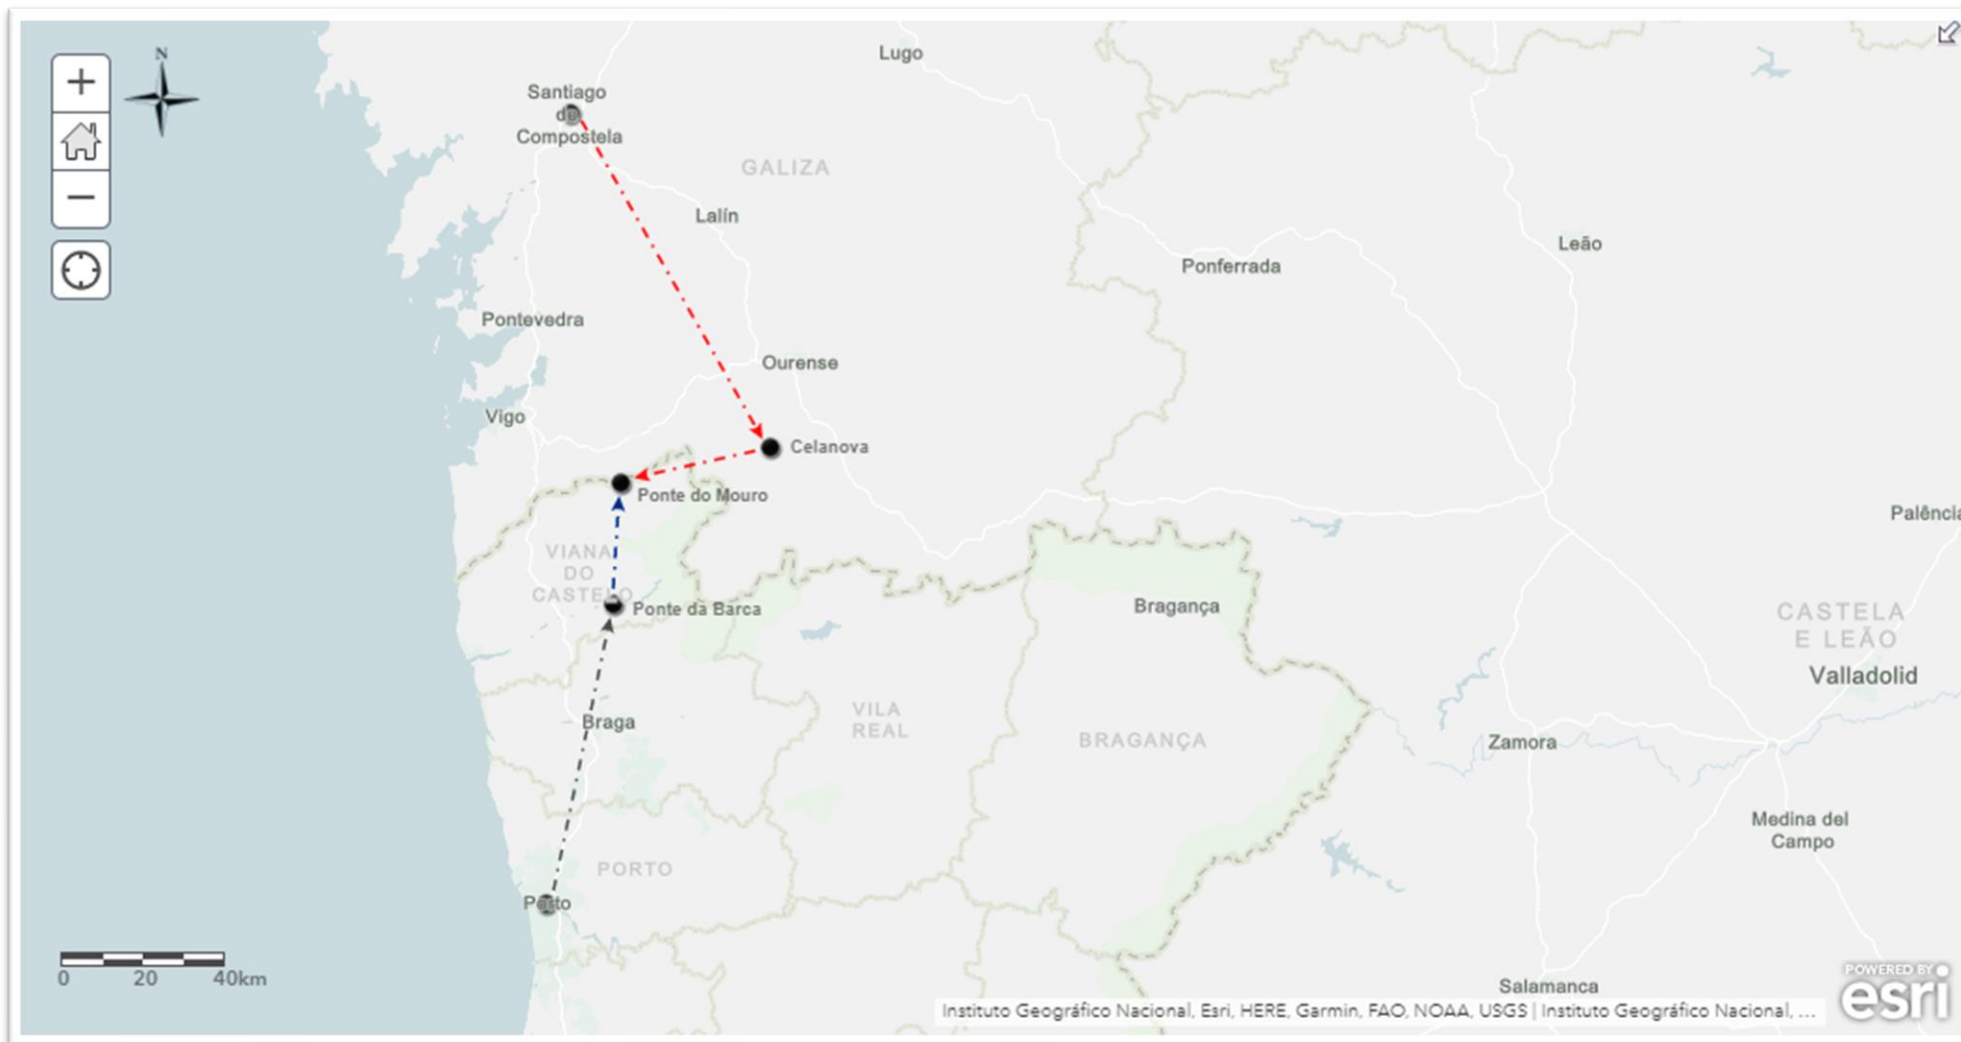 N
+
−
Lugo
Santiago
de
Compostela
GALIZA
Lalín
Leão
Ponferrada
Pontevedra
Ourense
Vigo
Celanova
Ponte do Mouro
Palência
VIANA
DO
CASTELO
Ponte da Barca
Bragança
CASTELA
E LEÃO
Valladolid
Braga
VILA
REAL
BRAGANÇA
Zamora
Medina del
Campo
PORTO
Porto
0 20 40km
Salamanca
POWERED BY
esri
Instituto Geográfico Nacional, Esri, HERE, Garmin, FAO, NOAA, USGS | Instituto Geográfico Nacional, ...